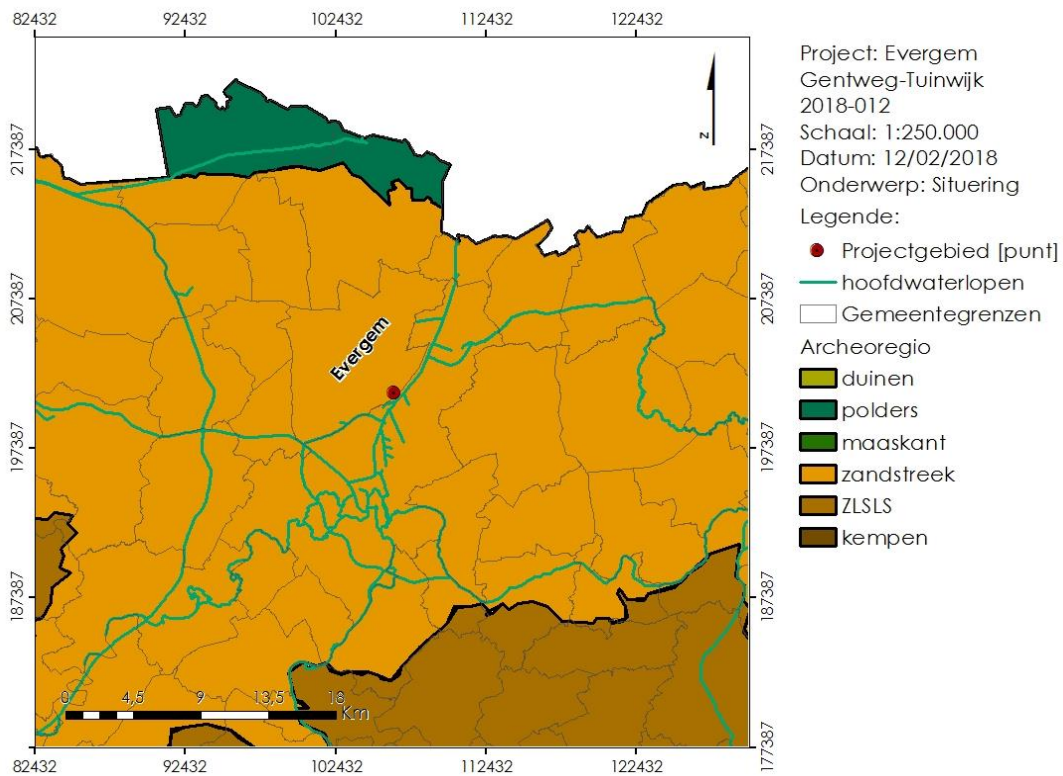 82432 92432 102432 112432 122432
Project: Evergem
Gentweg-Tuinwijk
2018-012
Schaal: 1:250.000
Datum: 12/02/2018
Onderwerp: Situering
Legende:
Projectgebied [punt]
hoofdwaterlopen
Gemeentegrenzen
Archeoregio
duinen
polders
maaskant
zandstreek
ZLSLS
kempen
z
217387 217387
207388 207388
Evergem
197387 197387
187387 187387
0 4,5 9 13,5 18
Km
177387
82432 92432 102432 112432 122432